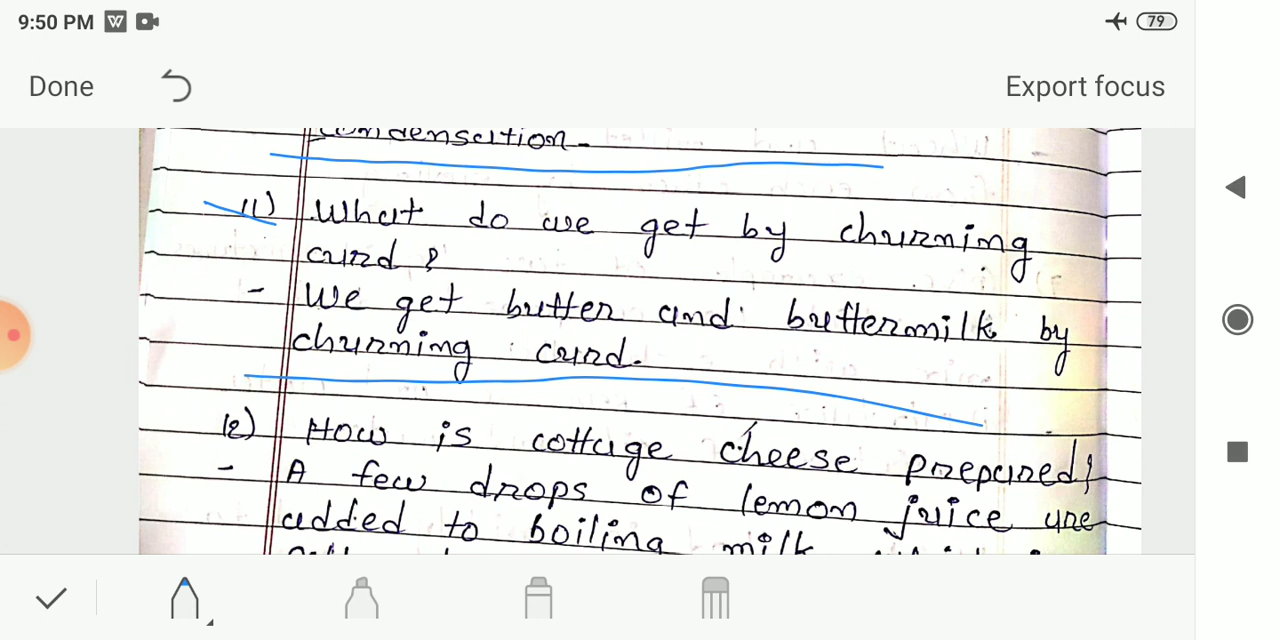 9:50 PM
79
Done
Export focus
condensation.
11) What do we get by churning
curd ?
- We get butter and buttermilk by
churning curd.
12) How is cottage cheese prepared?
- A few drops of lemon juice are
added to boiling milk